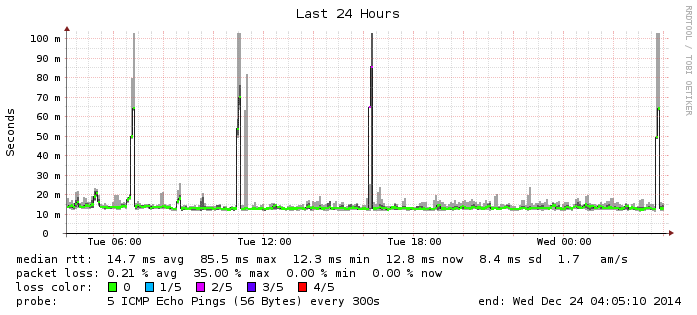 Last 24 Hours
RRDTOOL / TOBI OETIKER
Seconds
100 m
90 m
80 m
70 m
60 m
50 m
40 m
30 m
20 m
10 m
0
Tue 06:00 Tue 12:00 Tue 18:00 Wed 00:00
median rtt: 14.7 ms avg 85.5 ms max 12.3 ms min 12.8 ms now 8.4 ms sd 1.7 am/s
packet loss: 0.21 % avg 35.00 % max 0.00 % min 0.00 % now
loss color: 0 1/5 2/5 3/5 4/5
probe: 5 ICMP Echo Pings (56 Bytes) every 300s end: Wed Dec 24 04:05:10 2014